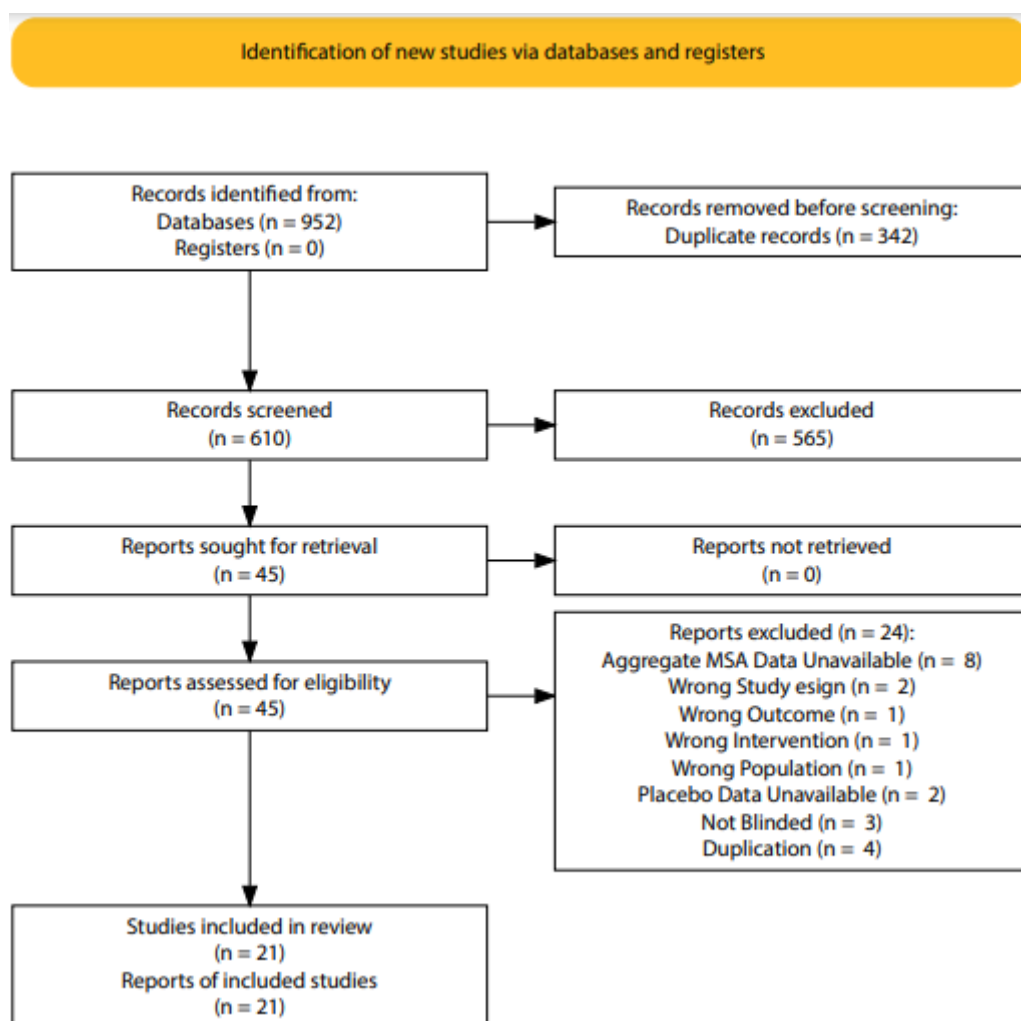 Identification of new studies via databases and registers
Records identified from:
Databases (n = 952)
Registers (n = 0)
Records removed before screening:
Duplicate records (n = 342)
Records screened
(n = 610)
Records excluded
(n = 565)
Reports sought for retrieval
(n = 45)
Reports not retrieved
(n = 0)
Reports assessed for eligibility
(n = 45)
Reports excluded (n = 24):
Aggregate MSA Data Unavailable (n = 8)
Wrong Study esign (n = 2)
Wrong Outcome (n = 1)
Wrong Intervention (n = 1)
Wrong Population (n = 1)
Placebo Data Unavailable (n = 2)
Not Blinded (n = 3)
Duplication (n = 4)
Studies included in review
(n = 21)
Reports of included studies
(n = 21)